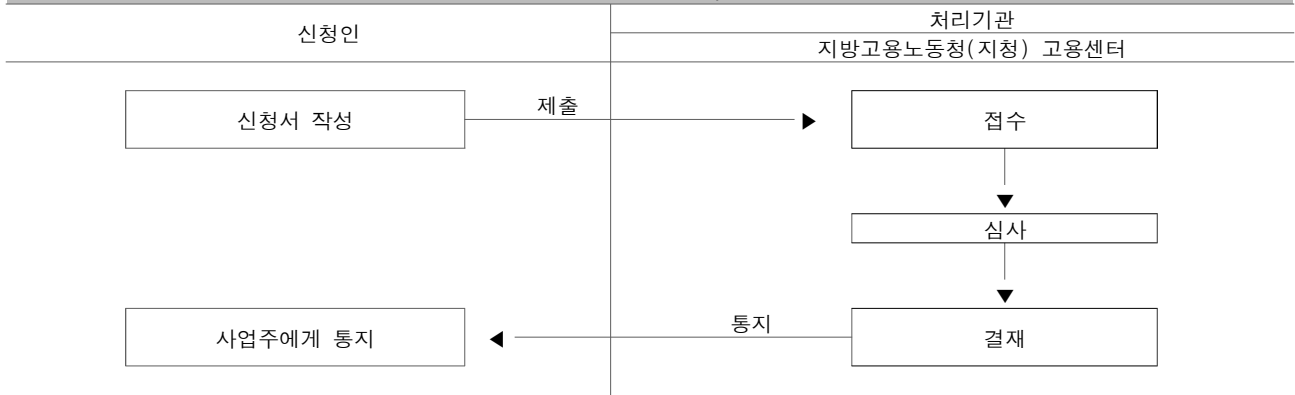 신청인
처리기관
지방고용노동청(지청) 고용센터
신청서 작성
제출
접수
심사
사업주에게 통지
통지
결재